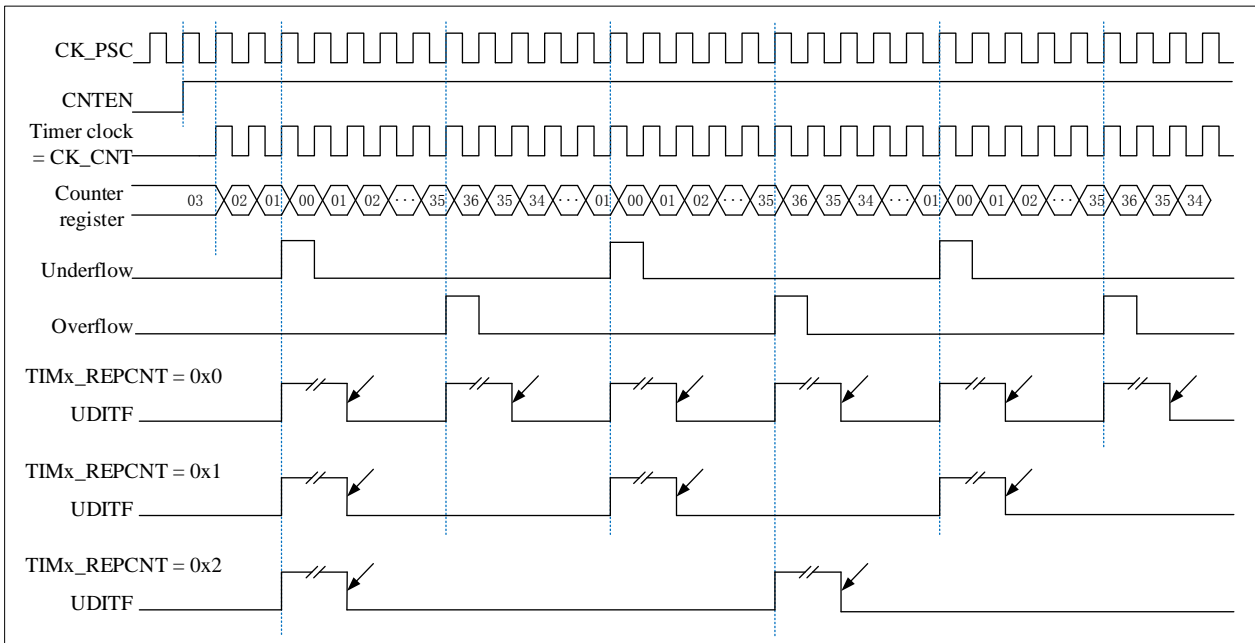 CK_PSC
CNTEN
Timer clock
= CK_CNT
Counter
register
03 02 01 00 01 02 ··· 35 36 35 34 ··· 01 00 01 02 ··· 35 36 35 34 ··· 01 00 01 02 ··· 35 36 35 34
Underflow
Overflow
TIMx_REPCNT = 0x0
UDITF
TIMx_REPCNT = 0x1
UDITF
TIMx_REPCNT = 0x2
UDITF